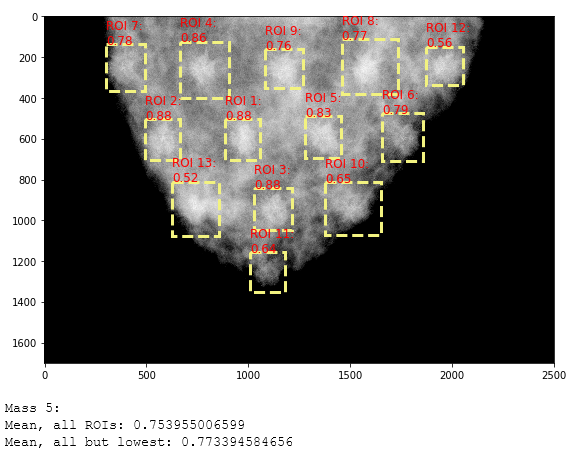 0
200
400
600
800
1000
1200
1400
1600
0
500
1000
1500
2000
2500
ROI 7:
0.78
ROI 4:
0.86
ROI 9:
0.76
ROI 8:
0.77
ROI 12:
0.56
ROI 2:
0.88
ROI 1:
0.88
ROI 5:
0.83
ROI 6:
0.79
ROI 13:
0.52
ROI 3:
0.88
ROI 10:
0.65
ROI 11:
0.64
Mass 5:
Mean, all ROIs: 0.753955006599
Mean, all but lowest: 0.773394584656